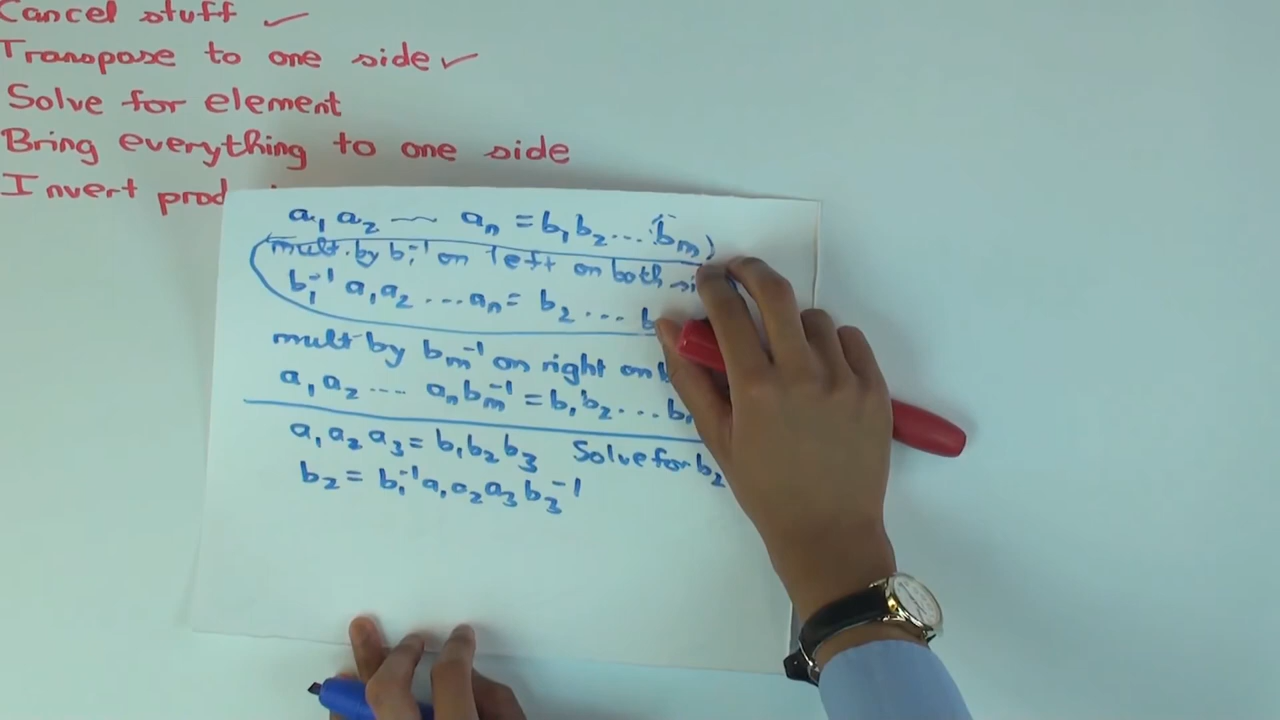 Cancel stuff ✓
Transpose to one side ✓
Solve for element
Bring everything to one side
Invert
a₁ a₂ ~ aₙ = b₁ b₂ ... bₘ)
mult. by b₁⁻¹ on left on both
b₁⁻¹ a₁ a₂ ... aₙ = b₂ ... b
mult by bₘ⁻¹ on right on
a₁ a₂ .... aₙ bₘ⁻¹ = b₁ b₂ ...
a₁ a₂ a₃ = b₁ b₂ b₃ Solve for b₂
b₂ = b₁⁻¹ a₁ a₂ a₃ b₃⁻¹